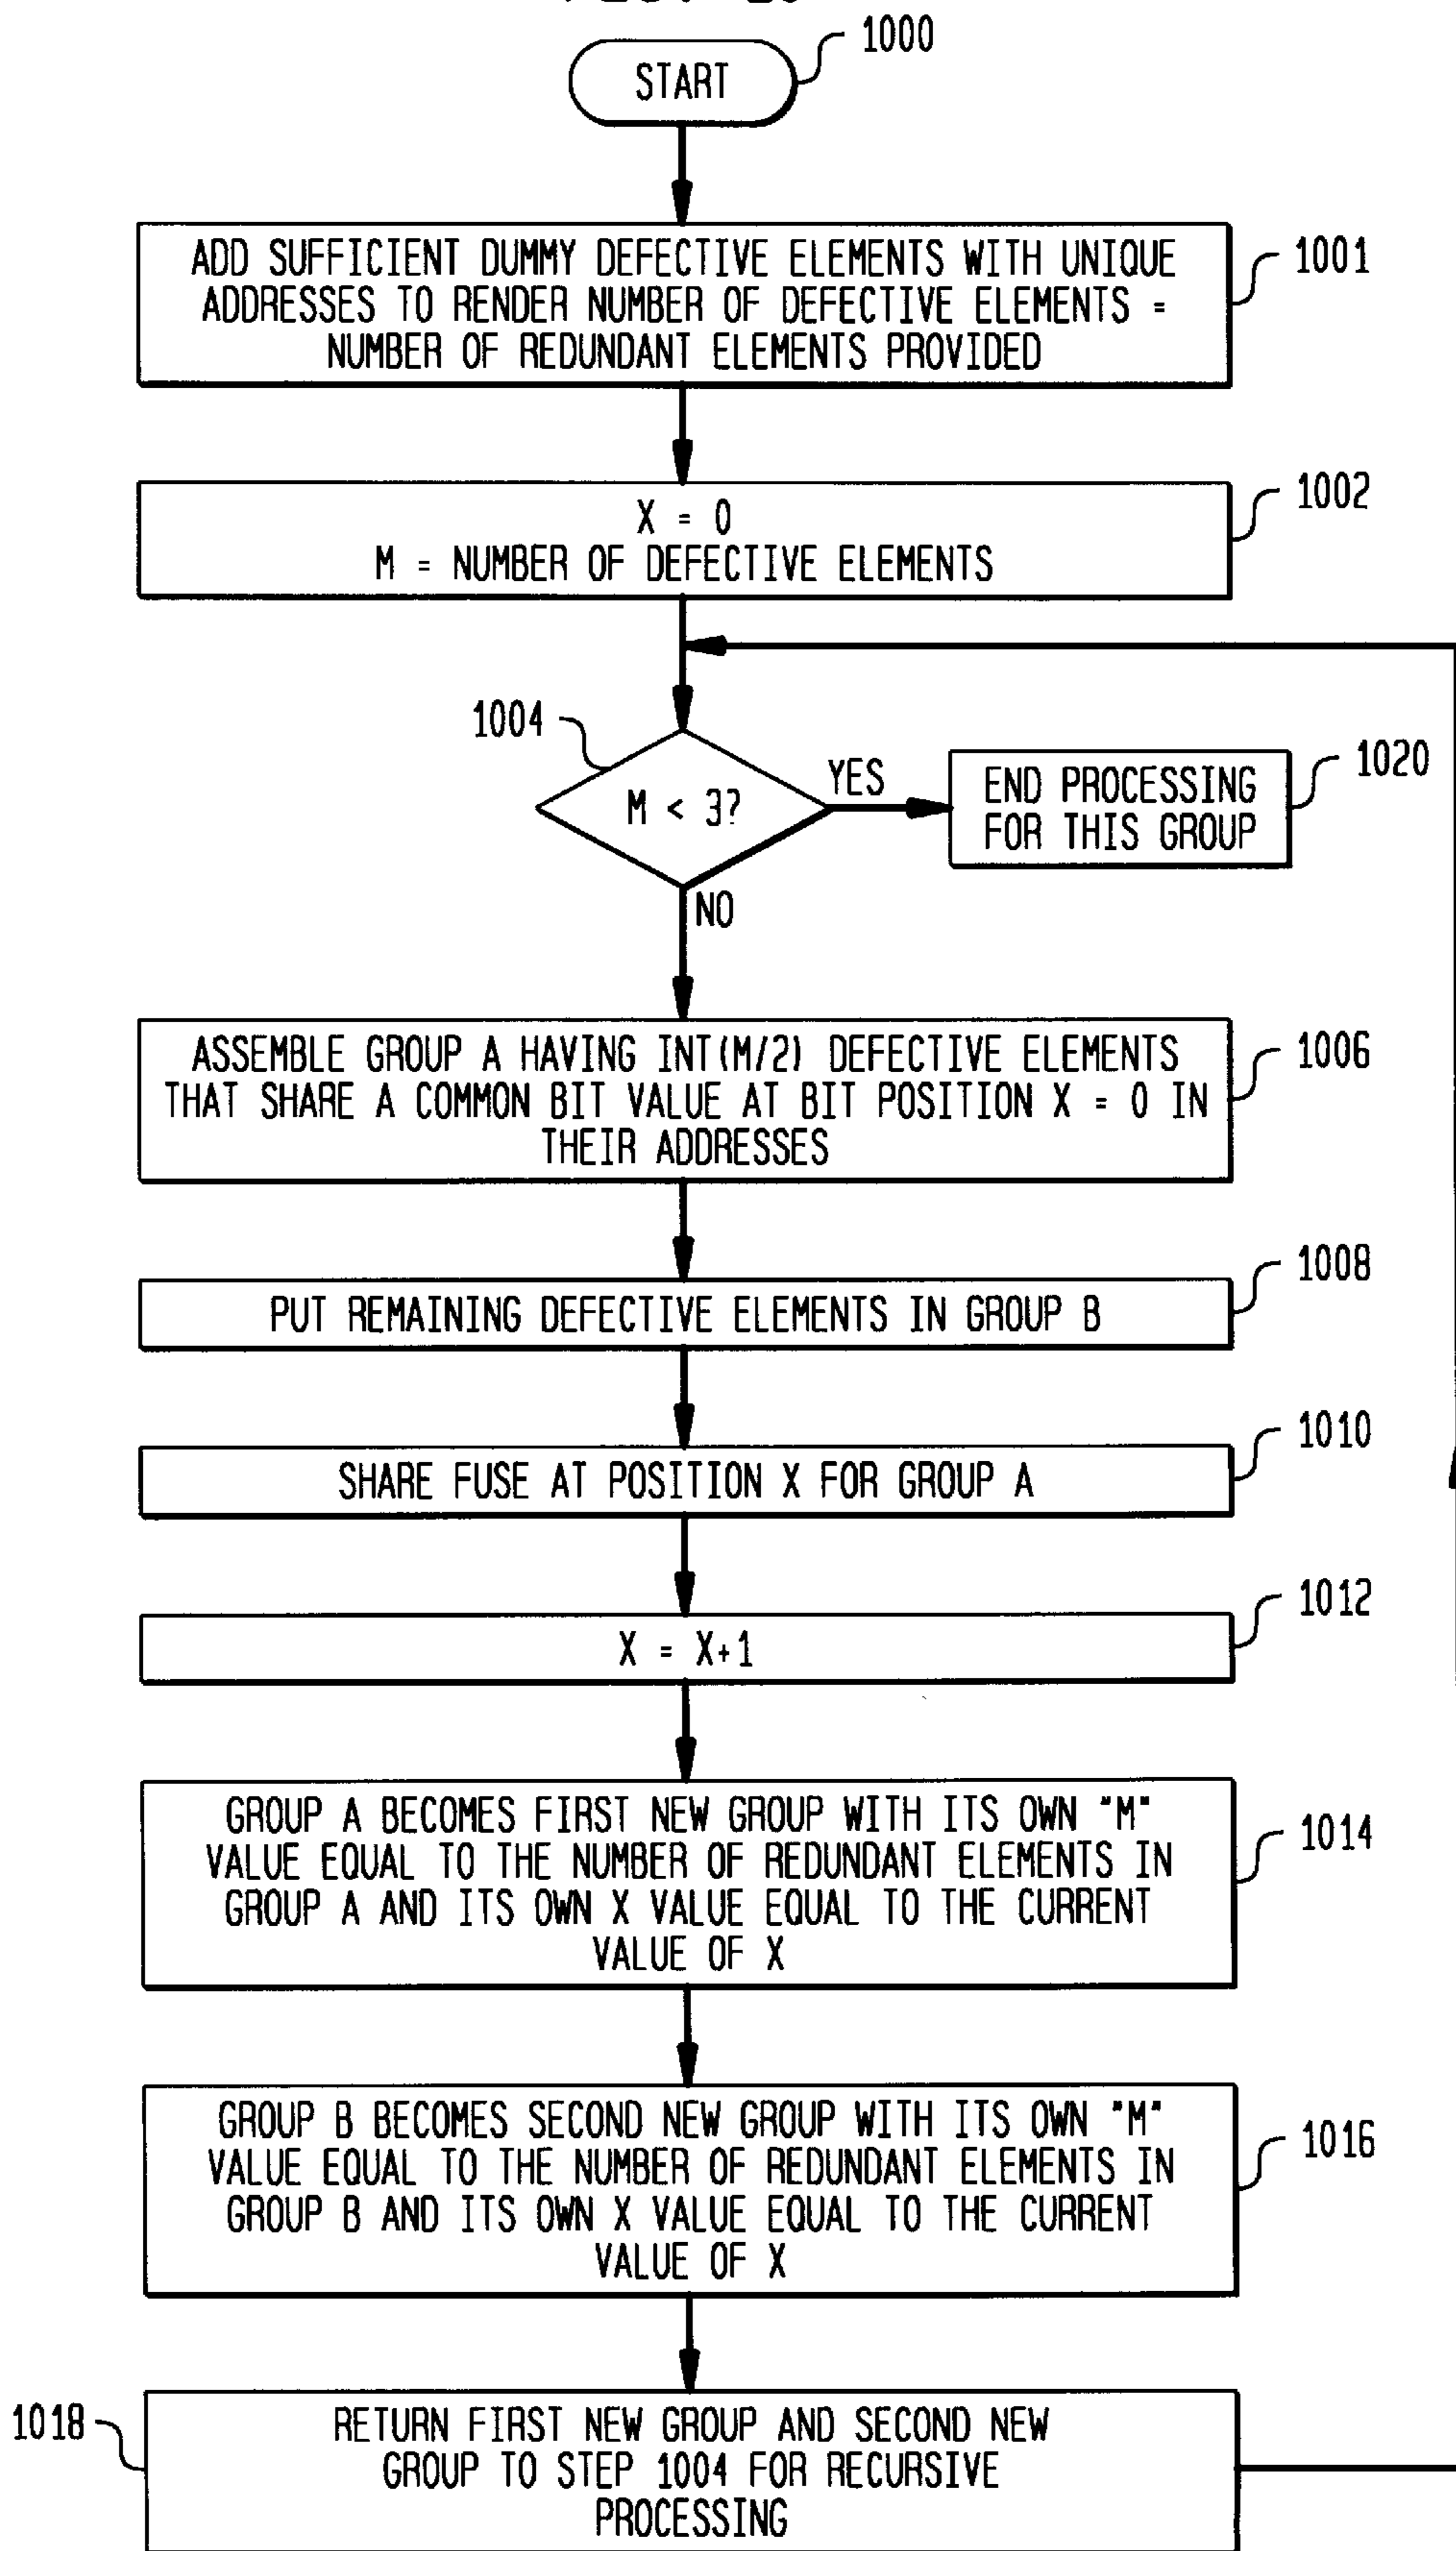 1000
START
ADD SUFFICIENT DUMMY DEFECTIVE ELEMENTS WITH UNIQUE
ADDRESSES TO RENDER NUMBER OF DEFECTIVE ELEMENTS =
NUMBER OF REDUNDANT ELEMENTS PROVIDED
1001
X = 0
M = NUMBER OF DEFECTIVE ELEMENTS
1002
1004
M < 3?
YES
END PROCESSING
FOR THIS GROUP
1020
NO
ASSEMBLE GROUP A HAVING INT(M/2) DEFECTIVE ELEMENTS
THAT SHARE A COMMON BIT VALUE AT BIT POSITION X = 0 IN
THEIR ADDRESSES
1006
PUT REMAINING DEFECTIVE ELEMENTS IN GROUP B
1008
SHARE FUSE AT POSITION X FOR GROUP A
1010
X = X+1
1012
GROUP A BECOMES FIRST NEW GROUP WITH ITS OWN "M"
VALUE EQUAL TO THE NUMBER OF REDUNDANT ELEMENTS IN
GROUP A AND ITS OWN X VALUE EQUAL TO THE CURRENT
VALUE OF X
1014
GROUP B BECOMES SECOND NEW GROUP WITH ITS OWN "M"
VALUE EQUAL TO THE NUMBER OF REDUNDANT ELEMENTS IN
GROUP B AND ITS OWN X VALUE EQUAL TO THE CURRENT
VALUE OF X
1016
1018
RETURN FIRST NEW GROUP AND SECOND NEW
GROUP TO STEP 1004 FOR RECURSIVE
PROCESSING